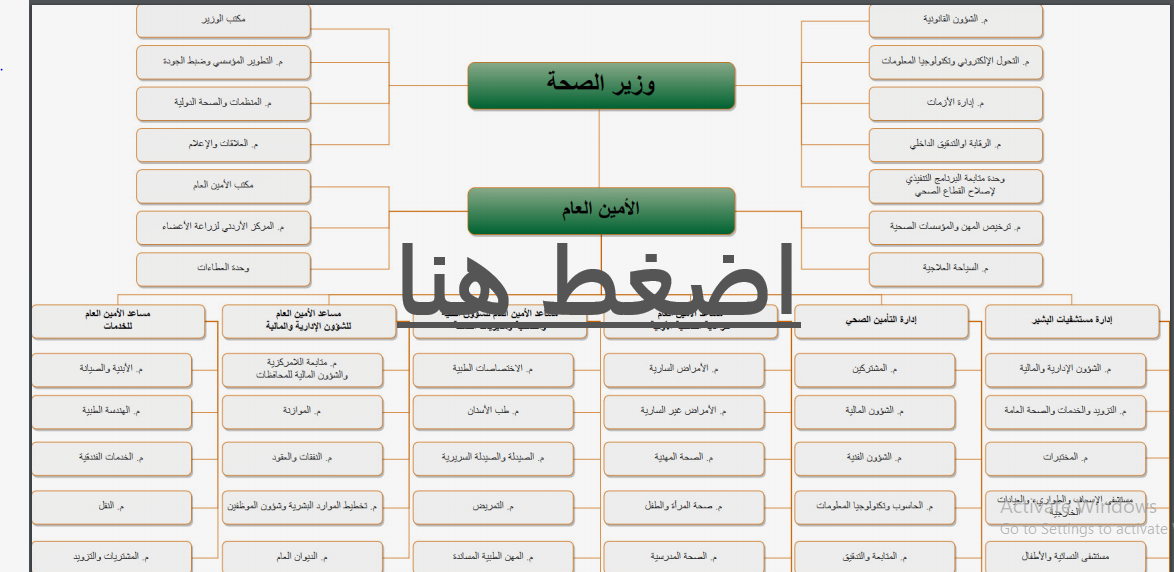 م. الشؤون القانونية
مكتب الوزير
م. التحول الإلكتروني وتكنولوجيا المعلومات
وزير الصحة
م. التطوير المؤسسي وضبط الجودة
م. إدارة الأزمات
م. المنظمات والصحة الدولية
م. الرقابة اوالتدقيق الداخلي
م. العلاقات والإعلام
وحدة متابعة البرنامج التنفيذي
لإصلاح القطاع الصحي
مكتب الأمين العام
الأمين العام
م. ترخيص المهن والمؤسسات الصحية
م. المركز الأردني لزراعة الأعضاء
م. السياحة العلاجية
وحدة العطاءات
اضغط هنا
إدارة مستشفيات البشير
إدارة التأمين الصحي
مساعد الأمين العام
للشؤون الإدارية والمالية
مساعد الأمين العام
للخدمات
م. الشؤون الإدارية والمالية
م. المشتركين
م. الأمراض السارية
م. الاختصاصات الطبية
م. متابعة اللامركزية
والشؤون المالية للمحافظات
م. الأبنية والصيانة
م. التزويد والخدمات والصحة العامة
م. الشؤون المالية
م. الأمراض غير السارية
م. طب الأسنان
م. الموازنة
م. الهندسة الطبية
م. المختبرات
م. الشؤون الفنية
م. الصحة المهنية
م. الصيدلة والصيدلة السريرية
م. النفقات والعقود
م. الخدمات الفندقية
مستشفى الإسعاف والطوارىء والعيادات
الخارجية
م. الحاسوب وتكنولوجيا المعلومات
م. صحة المرأة والطفل
م. التمريض
م. تخطيط الموارد البشرية وشؤون الموظفين
م. النقل
مستشفى النسائية والأطفال
م. المتابعة والتدقيق
م. الصحة المدرسية
م. المهن الطبية المساندة
م. الديوان العام
م. المشتريات والتزويد
Activate Windows
Go to Settings to activate